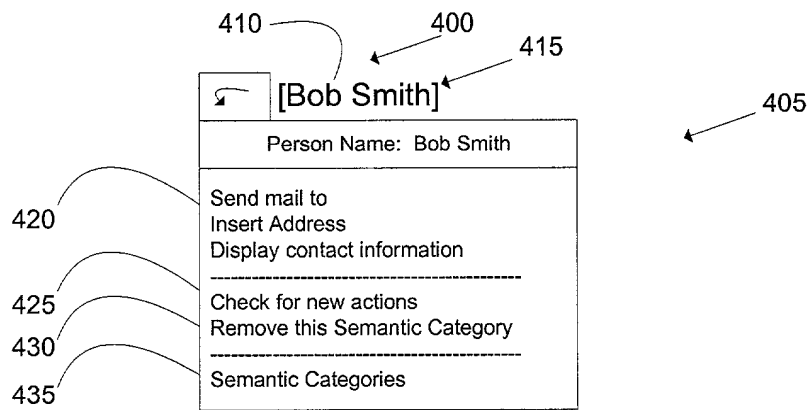 410
400
415
[Bob Smith]
405
Person Name: Bob Smith
420
Send mail to
Insert Address
Display contact information
----------------------------------------------
425
Check for new actions
430
Remove this Semantic Category
----------------------------------------------
435
Semantic Categories